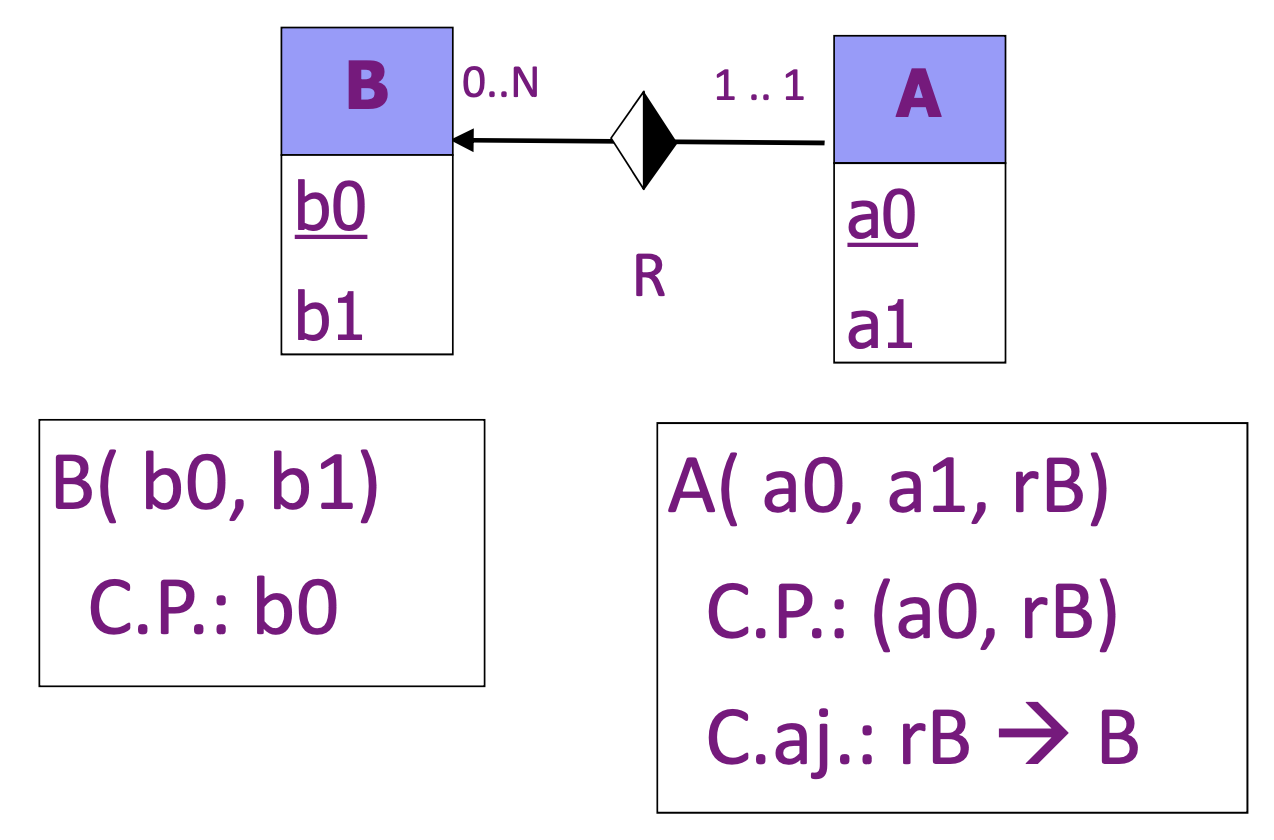 B
0..N
1 .. 1
A
b0
b1
R
a0
a1
B( b0, b1)
C.P.: b0
A( a0, a1, rB)
C.P.: (a0, rB)
C.aj.: rB → B